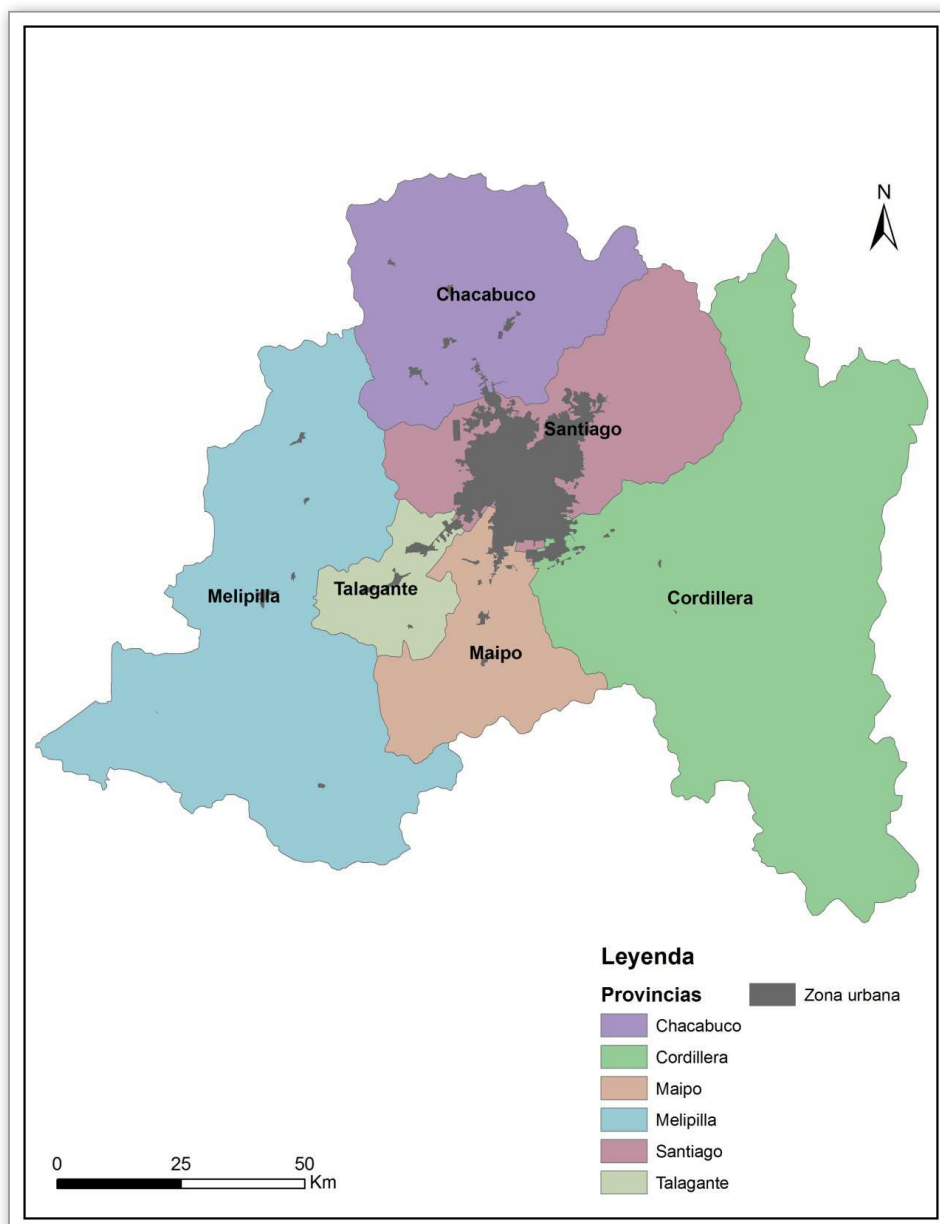 N
Chacabuco
Santiago
Melipilla
Talagante
Cordillera
Maipo
Leyenda
Provincias
Zona urbana
Chacabuco
Cordillera
Maipo
Melipilla
Santiago
Talagante
0 25 50
Km